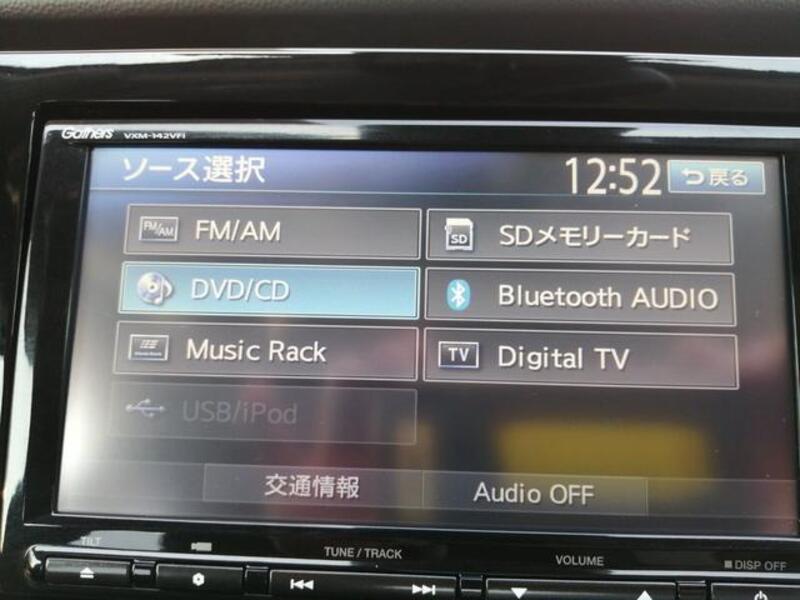 Gathers VXM-142VFi
ソース選択 12:52 戻る
FM/AM FM/AM SD SDメモリーカード
DVD/CD Bluetooth AUDIO
Music Rack TV Digital TV
USB/iPod
交通情報 Audio OFF
TILT TUNE / TRACK VOLUME DISP OFF